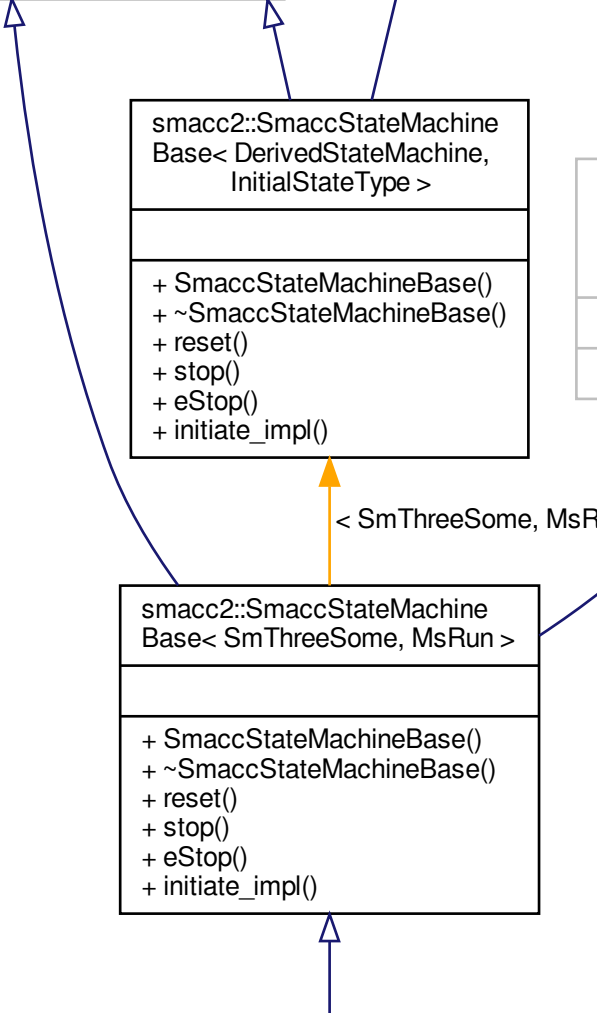 smacc2::SmaccStateMachine
Base< DerivedStateMachine,
InitialStateType >
+ SmaccStateMachineBase()
+ ~SmaccStateMachineBase()
+ reset()
+ stop()
+ eStop()
+ initiate_impl()
< SmThreeSome, MsR
smacc2::SmaccStateMachine
Base< SmThreeSome, MsRun >
+ SmaccStateMachineBase()
+ ~SmaccStateMachineBase()
+ reset()
+ stop()
+ eStop()
+ initiate_impl()